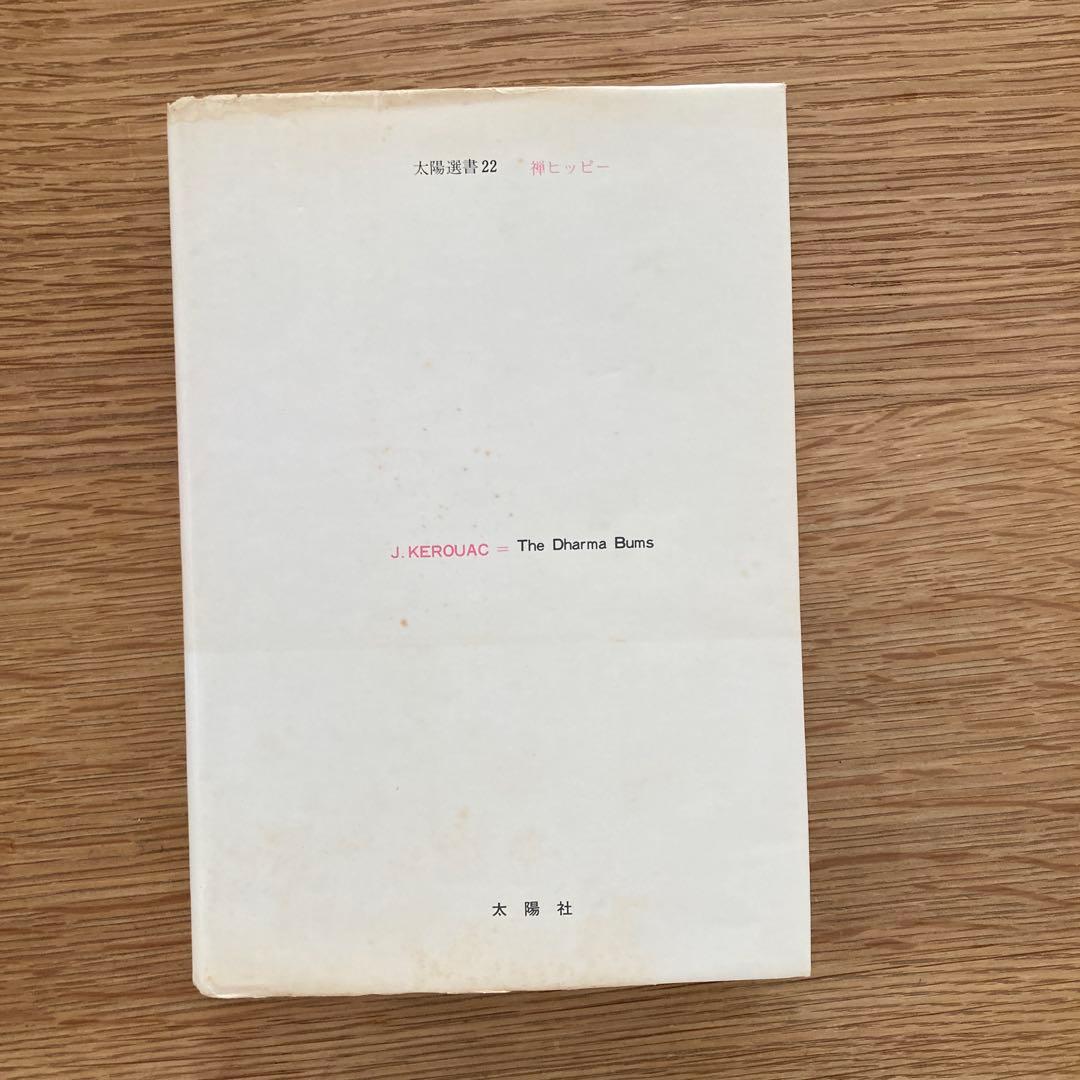 太陽選書22 禅ヒッピー
J. KEROUAC = The Dharma Bums
太陽社